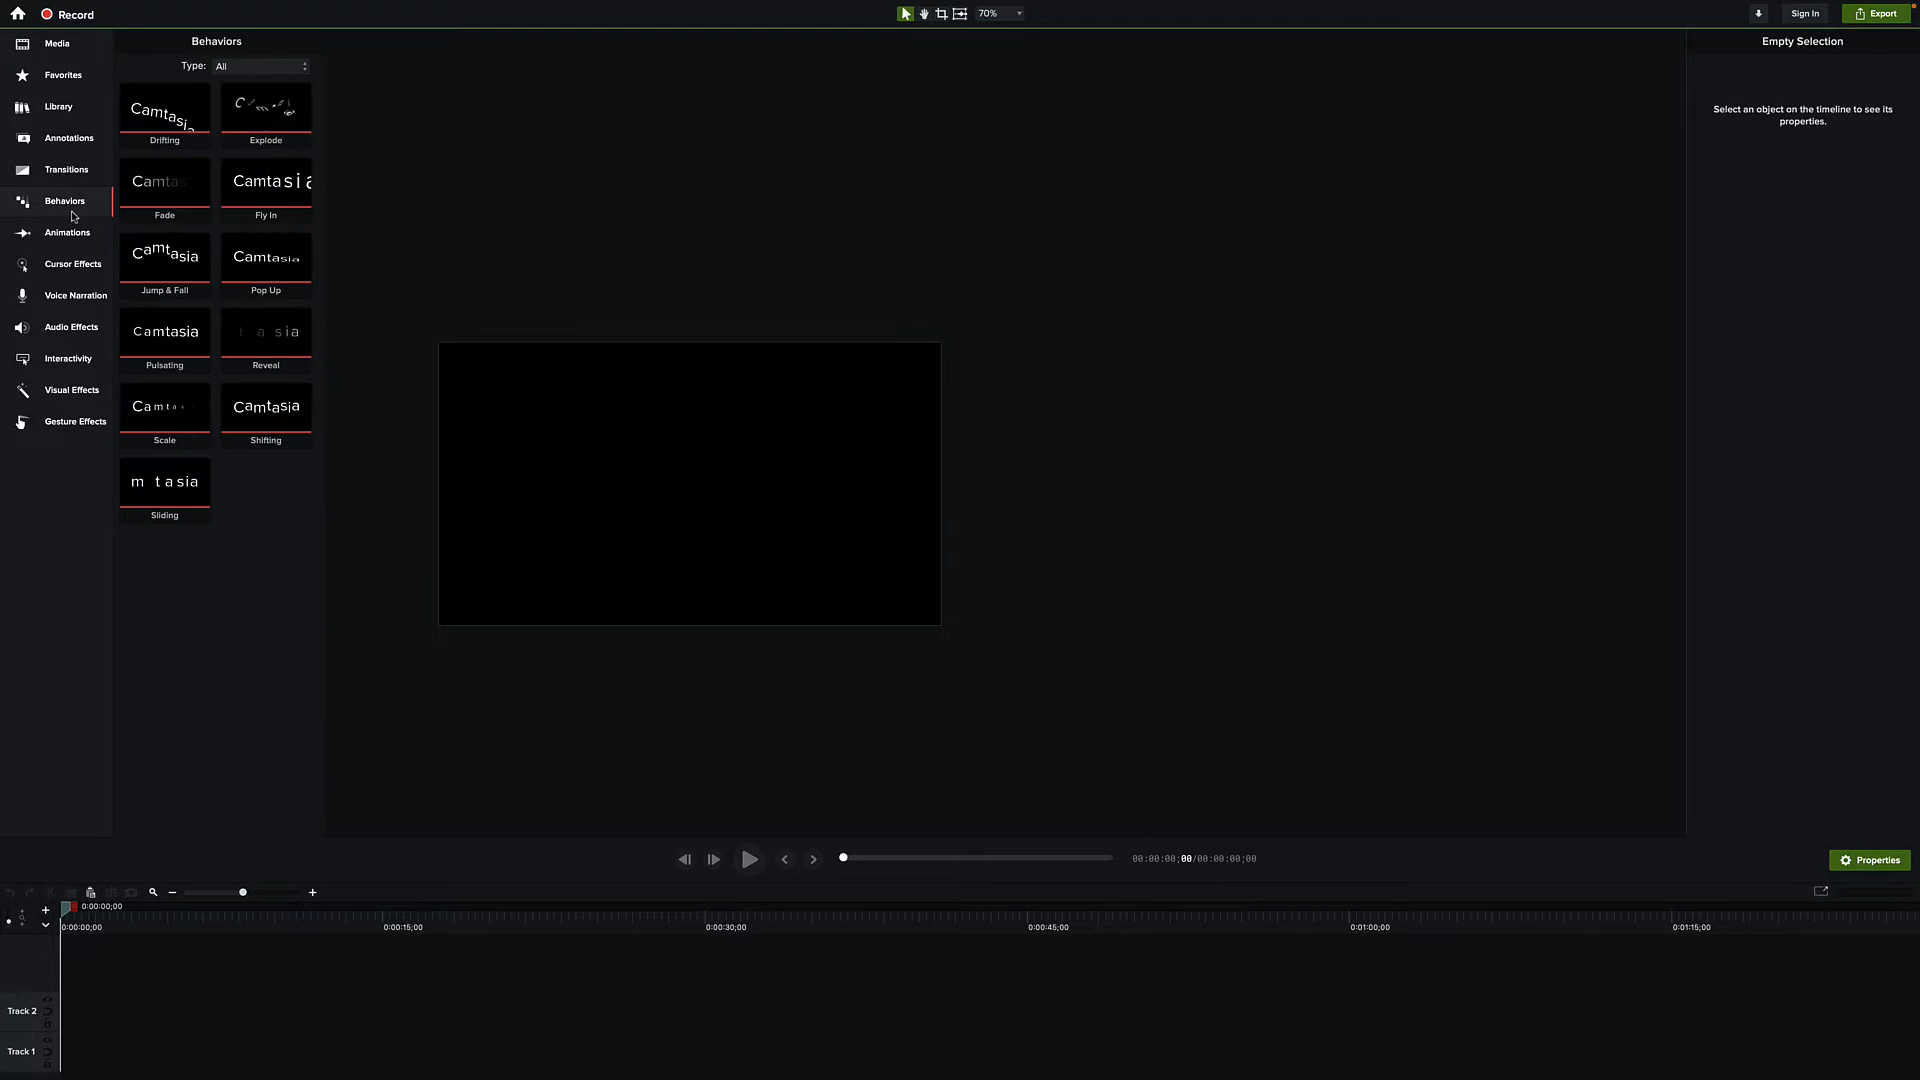 Record
70%
Sign In
Export
Media
Favorites
Library
Annotations
Transitions
Behaviors
Animations
Cursor Effects
Voice Narration
Audio Effects
Interactivity
Visual Effects
Gesture Effects
Behaviors
Type: All
Camtasia
Drifting
Explode
Camtas
Fade
Camtasia
Fly In
Camtasia
Jump & Fall
Camtasia
Pop Up
Camtasia
Pulsating
t a sia
Reveal
Camta
Scale
Camtasia
Shifting
m tasia
Sliding
Empty Selection
Select an object on the timeline to see its
properties.
00:00:00;00/00:00:00;00
Properties
0:00:00;00
0:00:00;00
0:00:15;00
0:00:30;00
0:00:45;00
0:01:00;00
0:01:15;00
Track 2
Track 1